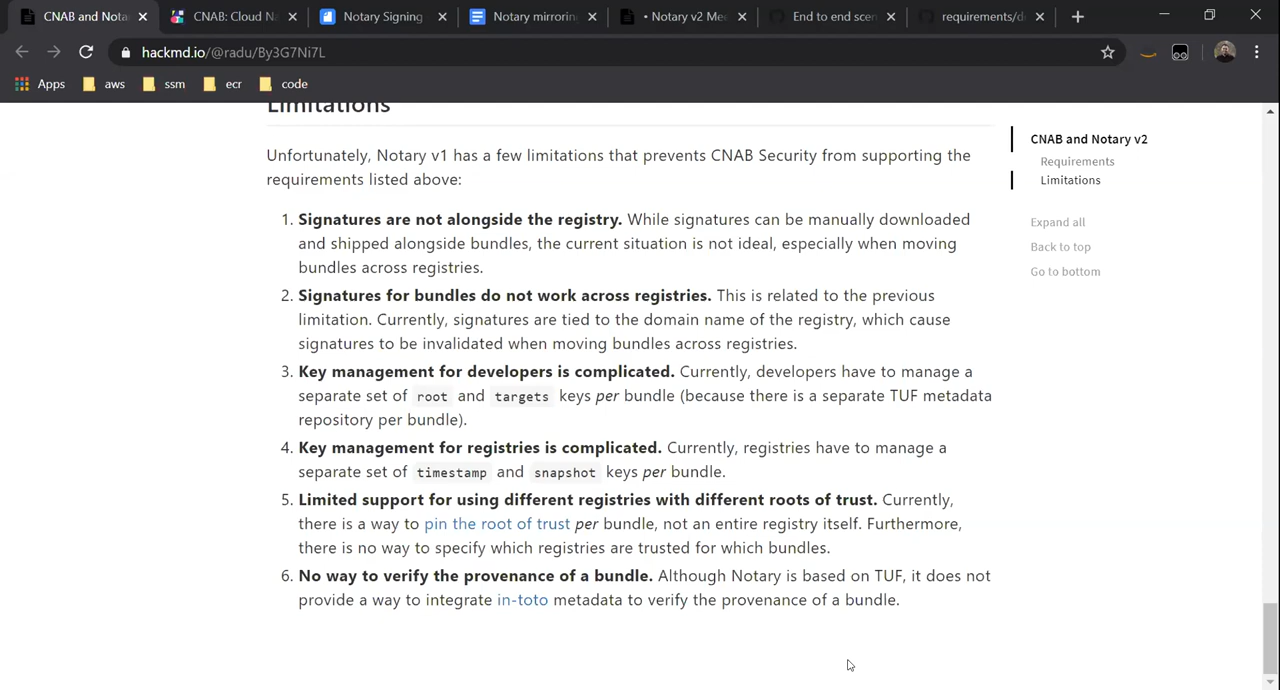 CNAB and Nota
CNAB: Cloud N
Notary Signing
Notary mirrorin
• Notary v2 Mee
End to end scen
requirements/d
hackmd.io/@radu/By3G7Ni7L
Apps
aws
ssm
ecr
code
Limitations
Unfortunately, Notary v1 has a few limitations that prevents CNAB Security from supporting the
requirements listed above:
1. Signatures are not alongside the registry. While signatures can be manually downloaded
and shipped alongside bundles, the current situation is not ideal, especially when moving
bundles across registries.
2. Signatures for bundles do not work across registries. This is related to the previous
limitation. Currently, signatures are tied to the domain name of the registry, which cause
signatures to be invalidated when moving bundles across registries.
3. Key management for developers is complicated. Currently, developers have to manage a
separate set of root and targets keys per bundle (because there is a separate TUF metadata
repository per bundle).
4. Key management for registries is complicated. Currently, registries have to manage a
separate set of timestamp and snapshot keys per bundle.
5. Limited support for using different registries with different roots of trust. Currently,
there is a way to pin the root of trust per bundle, not an entire registry itself. Furthermore,
there is no way to specify which registries are trusted for which bundles.
6. No way to verify the provenance of a bundle. Although Notary is based on TUF, it does not
provide a way to integrate in-toto metadata to verify the provenance of a bundle.
CNAB and Notary v2
Requirements
Limitations
Expand all
Back to top
Go to bottom